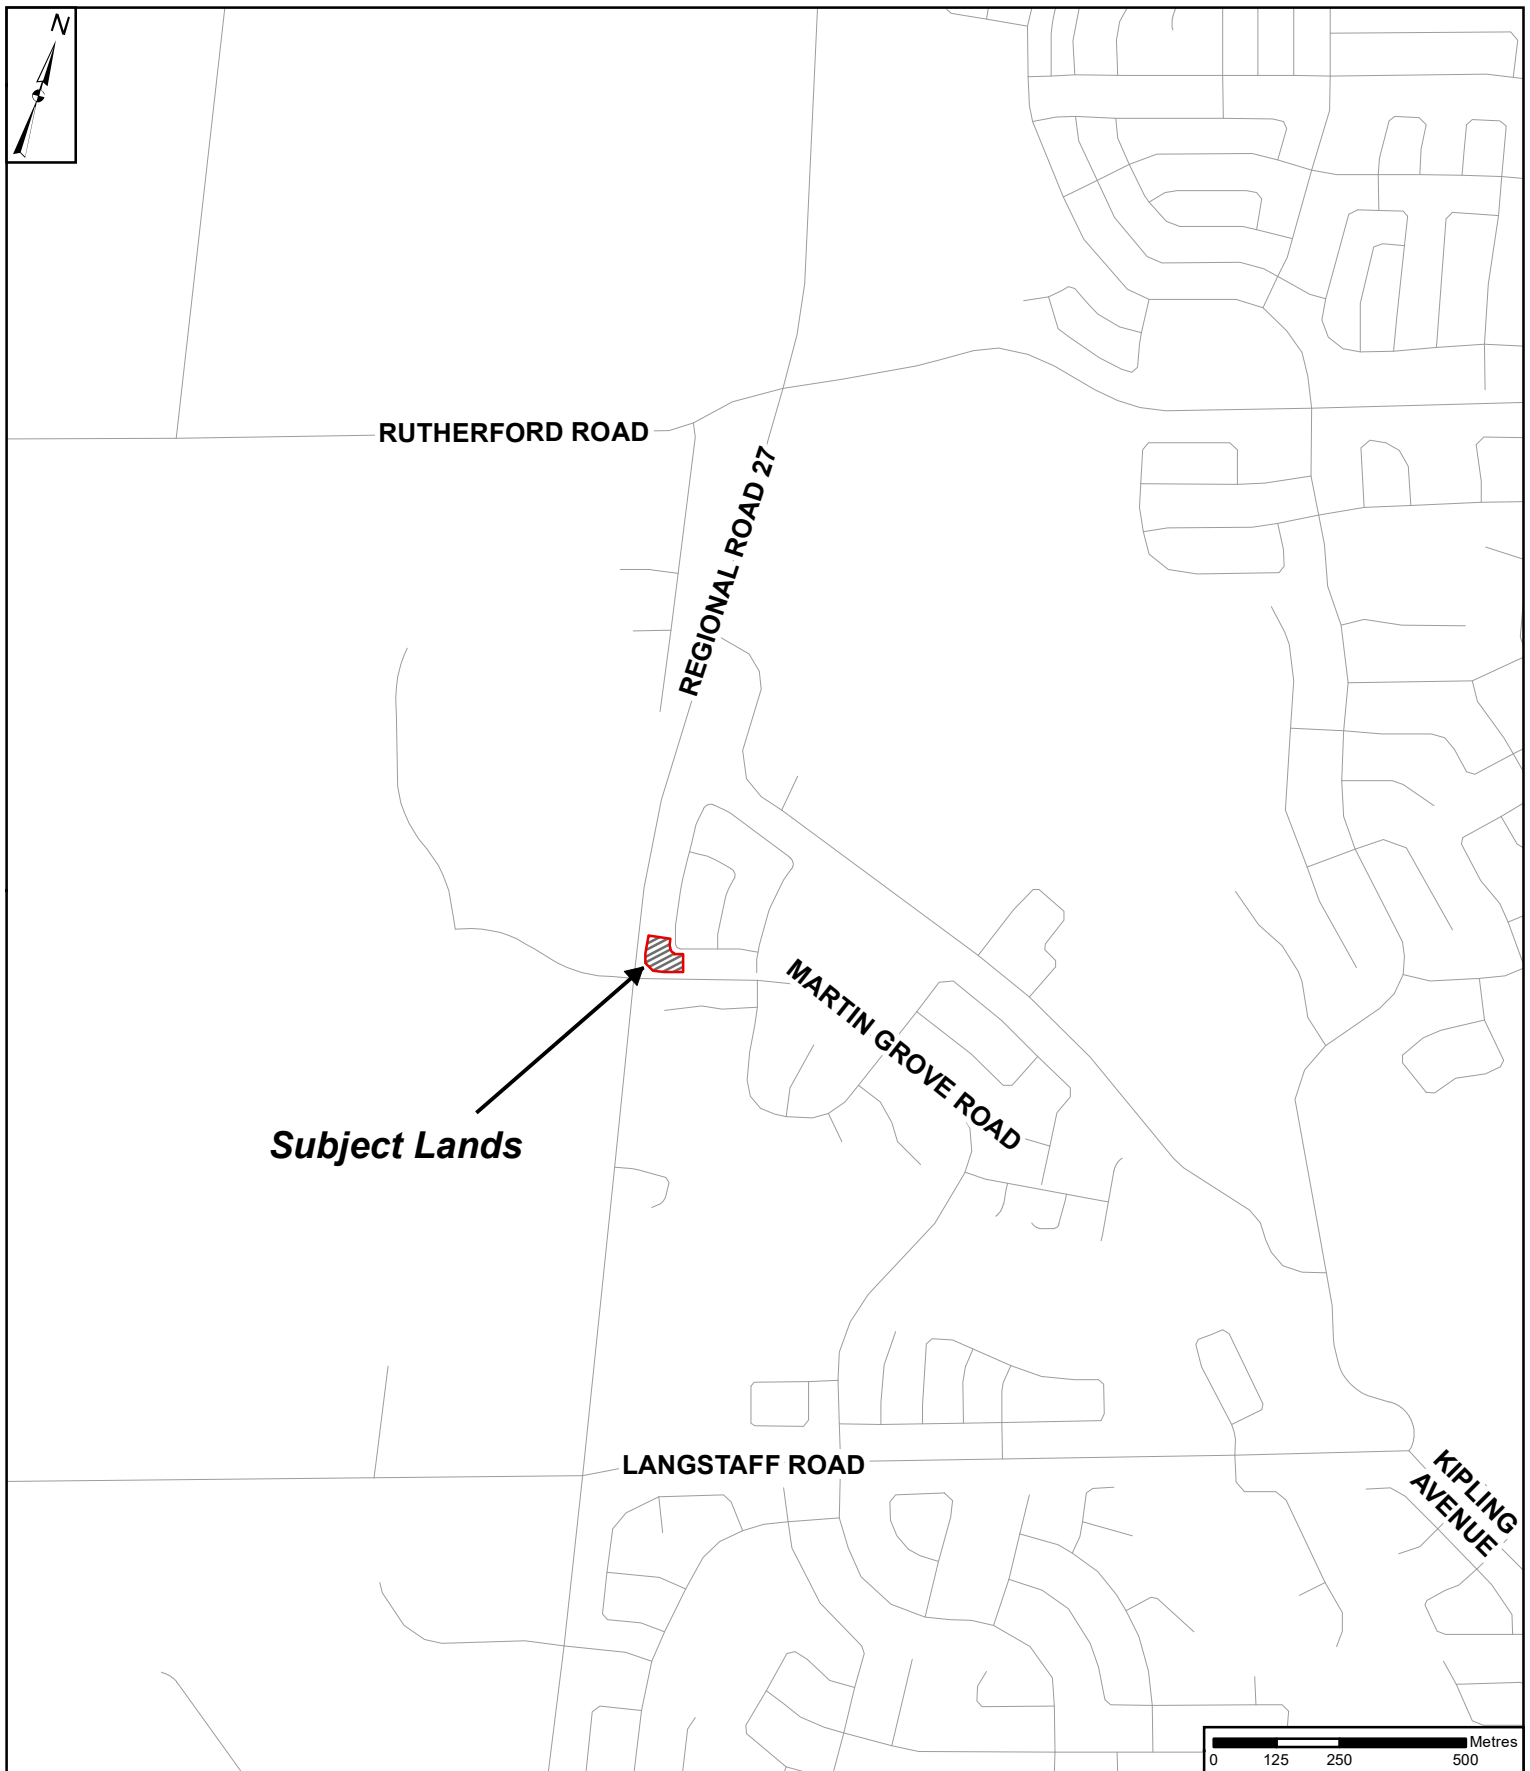 N
RUTHERFORD ROAD
REGIONAL ROAD 27
MARTIN GROVE ROAD
Subject Lands
LANGSTAFF ROAD
KIPLING
AVENUE
Metres
0 125 250 500